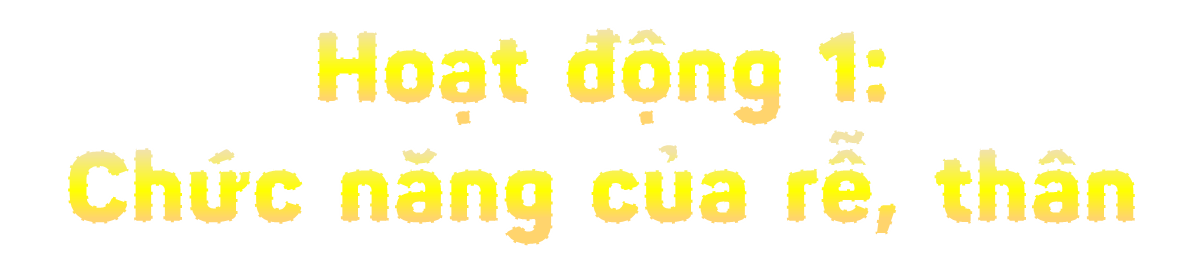 Hoạt động 1:
Chức năng của rễ, thân